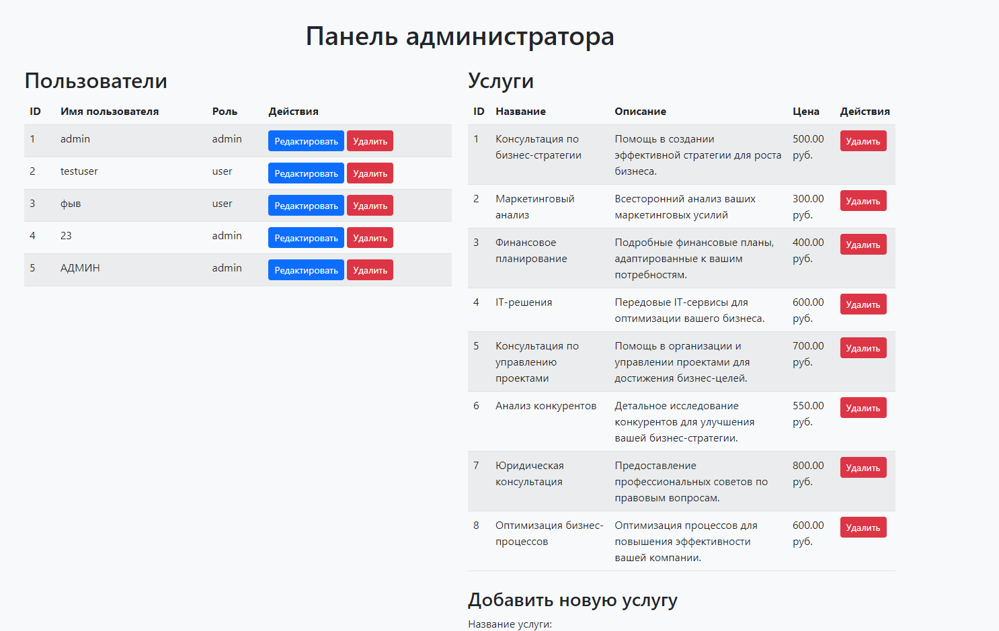 Панель администратора
Пользователи
ID Имя пользователя Роль Действия
1 admin admin Редактировать Удалить
2 testuser user Редактировать Удалить
3 фыв user Редактировать Удалить
4 23 admin Редактировать Удалить
5 АДМИН admin Редактировать Удалить
Услуги
ID Название Описание Цена Действия
1 Консультация по Помощь в создании 500.00 Удалить
бизнес-стратегии эффективной стратегии для роста руб.
бизнеса.
2 Маркетинговый Всесторонний анализ ваших 300.00 Удалить
анализ маркетинговых усилий руб.
3 Финансовое Подробные финансовые планы, 400.00 Удалить
планирование адаптированные к вашим руб.
потребностям.
4 IT-решения Передовые IT-сервисы для 600.00 Удалить
оптимизации вашего бизнеса. руб.
5 Консультация по Помощь в организации и 700.00 Удалить
управлению управлении проектами для руб.
проектами достижения бизнес-целей.
6 Анализ конкурентов Детальное исследование 550.00 Удалить
конкурентов для улучшения руб.
вашей бизнес-стратегии.
7 Юридическая Предоставление 800.00 Удалить
консультация профессиональных советов по руб.
правовым вопросам.
8 Оптимизация бизнес- Оптимизация процессов для 600.00 Удалить
процессов повышения эффективности руб.
вашей компании.
Добавить новую услугу
Название услуги: